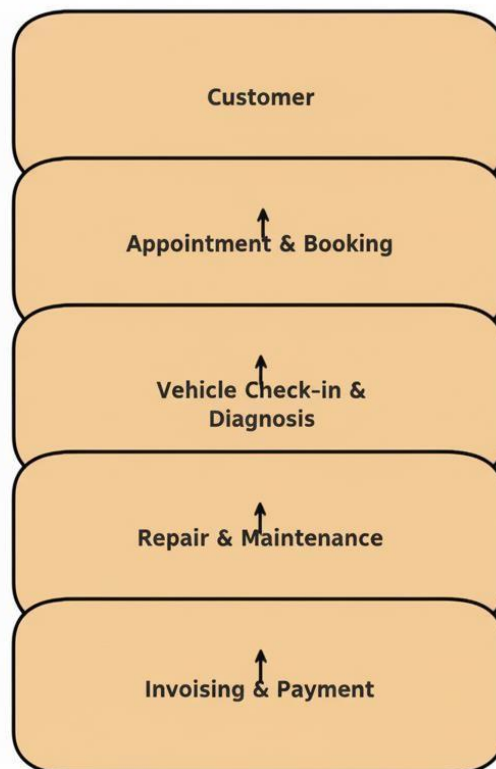 Customer
Appointment & Booking
Vehicle Check-in &
Diagnosis
Repair & Maintenance
Invoising & Payment